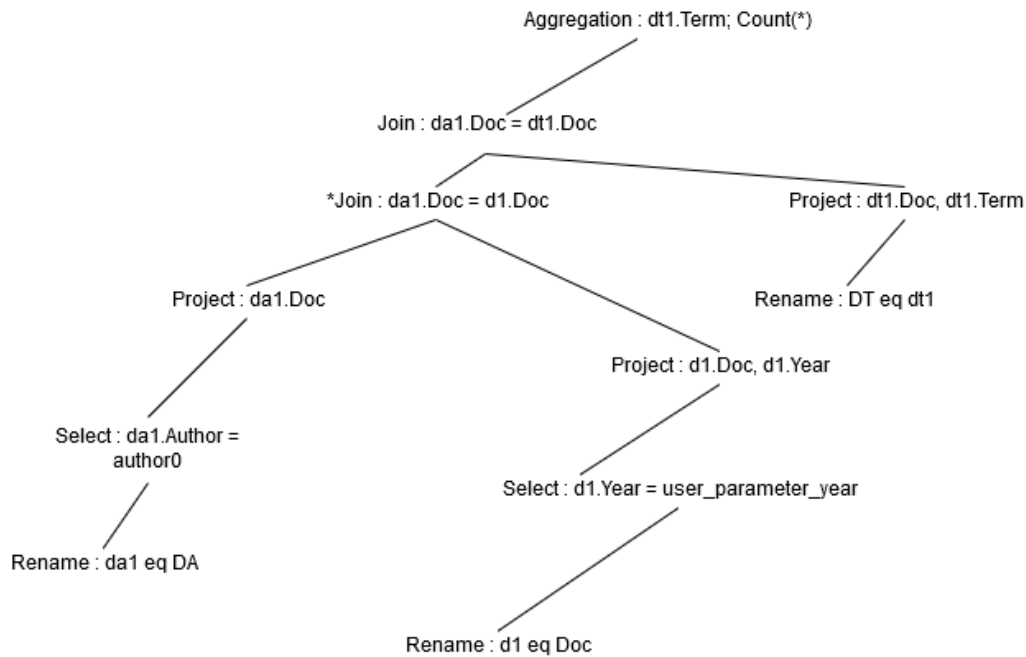 Aggregation : dt1.Term; Count(*)
Join : da1.Doc = dt1.Doc
*Join : da1.Doc = d1.Doc
Project : dt1.Doc, dt1.Term
Project : da1.Doc
Rename : DT eq dt1
Project : d1.Doc, d1.Year
Select : da1.Author =
author0
Select : d1.Year = user_parameter_year
Rename : da1 eq DA
Rename : d1 eq Doc